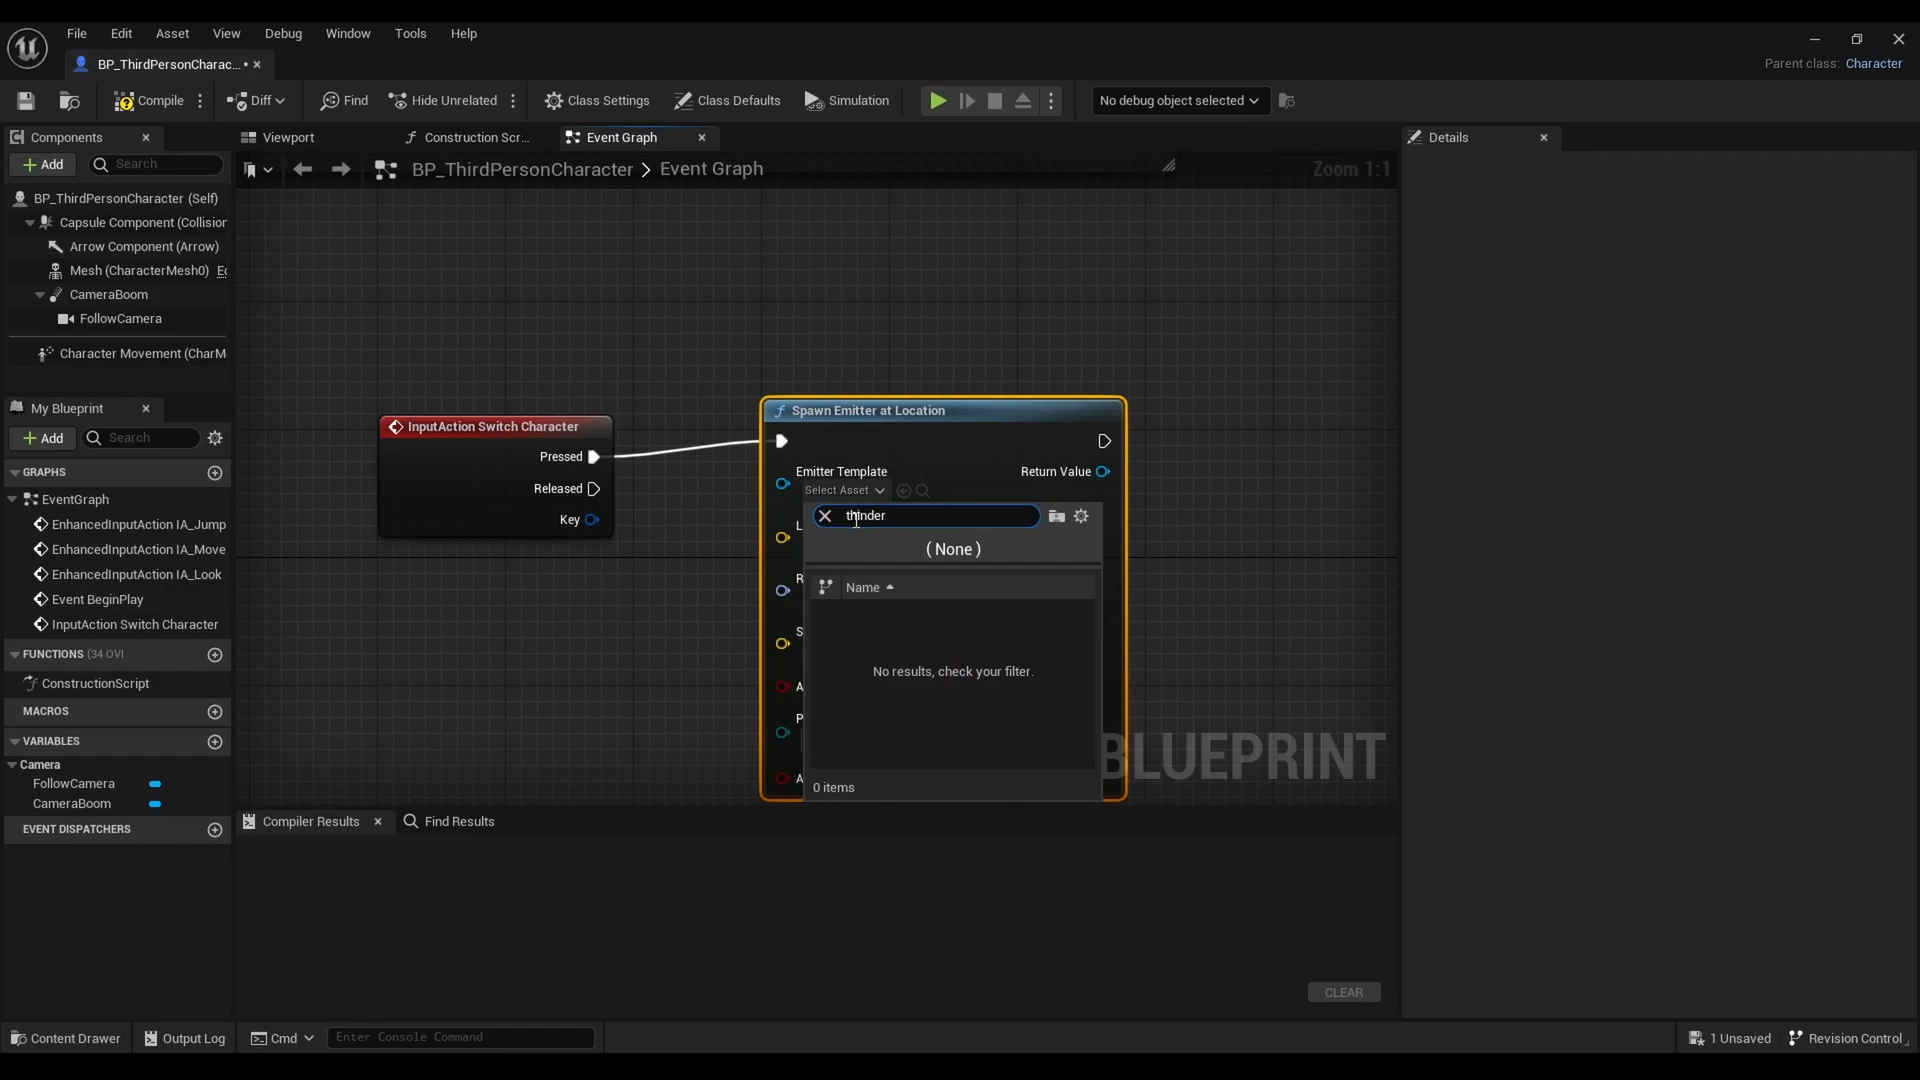 File Edit Asset View Debug Window Tools Help
BP_ThirdPersonCharac... •
Parent class: Character
Compile Diff Find Hide Unrelated Class Settings Class Defaults Simulation No debug object selected
Components
Add Search
BP_ThirdPersonCharacter (Self)
Capsule Component (Collision
Arrow Component (Arrow)
Mesh (CharacterMesh0) Ed
CameraBoom
FollowCamera
Character Movement (CharM
My Blueprint
Add Search
GRAPHS
EventGraph
EnhancedInputAction IA_Jump
EnhancedInputAction IA_Move
EnhancedInputAction IA_Look
Event BeginPlay
InputAction Switch Character
FUNCTIONS (34 OVI
ConstructionScript
MACROS
VARIABLES
Camera
FollowCamera
CameraBoom
EVENT DISPATCHERS
Viewport Construction Scr... Event Graph
BP_ThirdPersonCharacter > Event Graph
Zoom 1:1
InputAction Switch Character
Pressed
Released
Key
Spawn Emitter at Location
Emitter Template
Return Value
Select Asset
L
R
S
A
P
A
( None )
Name
No results, check your filter.
0 items
BLUEPRINT
Compiler Results Find Results
CLEAR
Details
Content Drawer Output Log Cmd Enter Console Command
1 Unsaved Revision Control